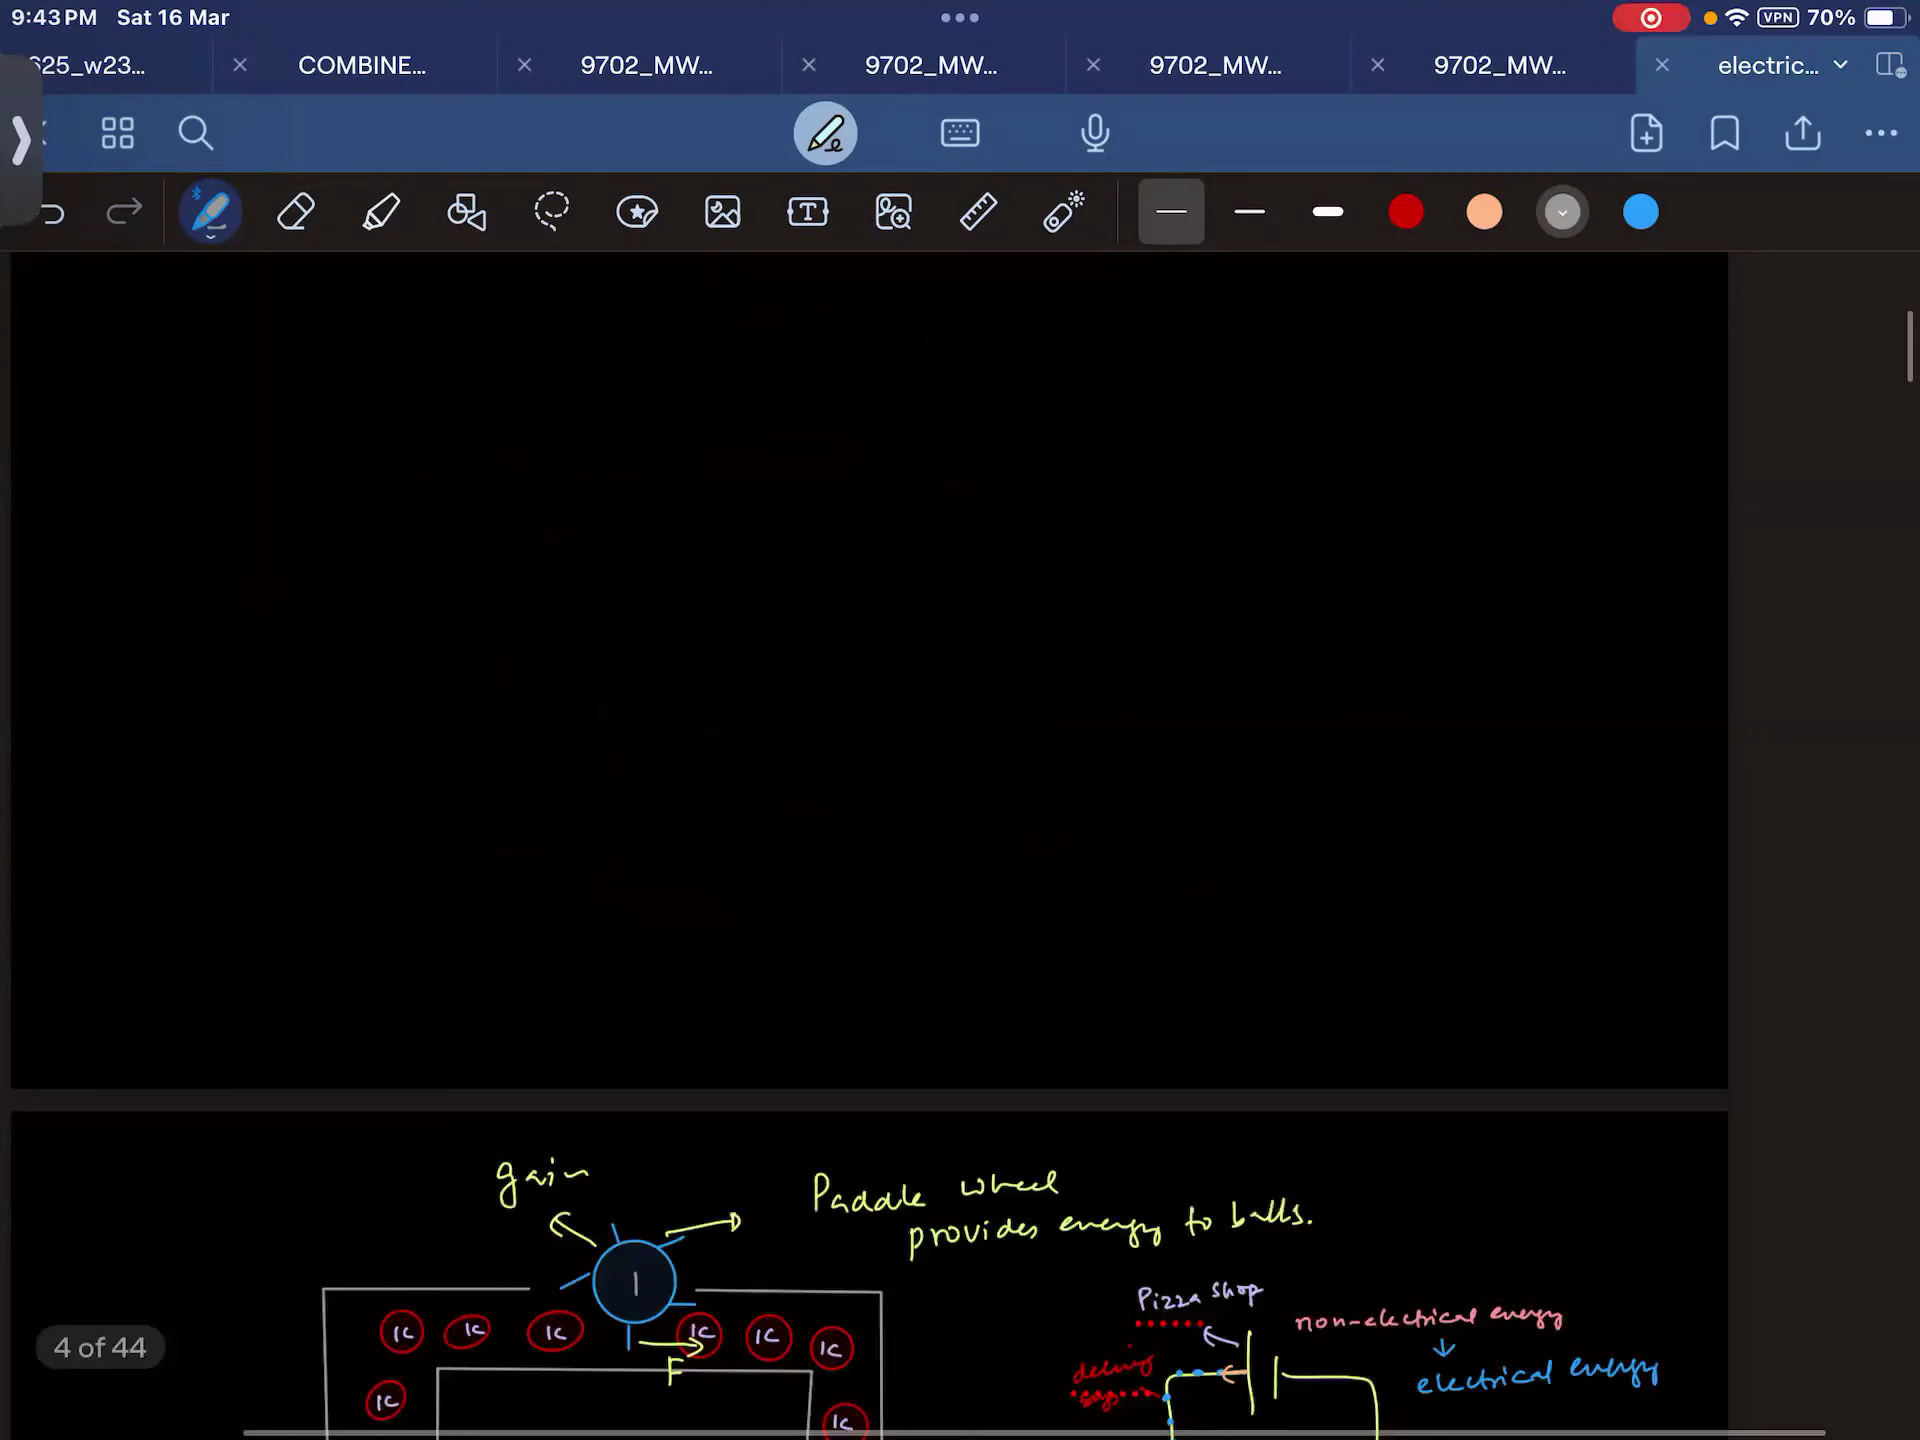 9:43 PM Sat 16 Mar
VPN 70%
625_w23...
COMBINE...
9702_MW...
9702_MW...
9702_MW...
9702_MW...
electric...
gain
Paddle wheel
provides energy to balls.
1
Pizza shop
non-electrical energy
electrical energy
1C 1C 1C 1C 1C 1C
F
1C
1C
4 of 44